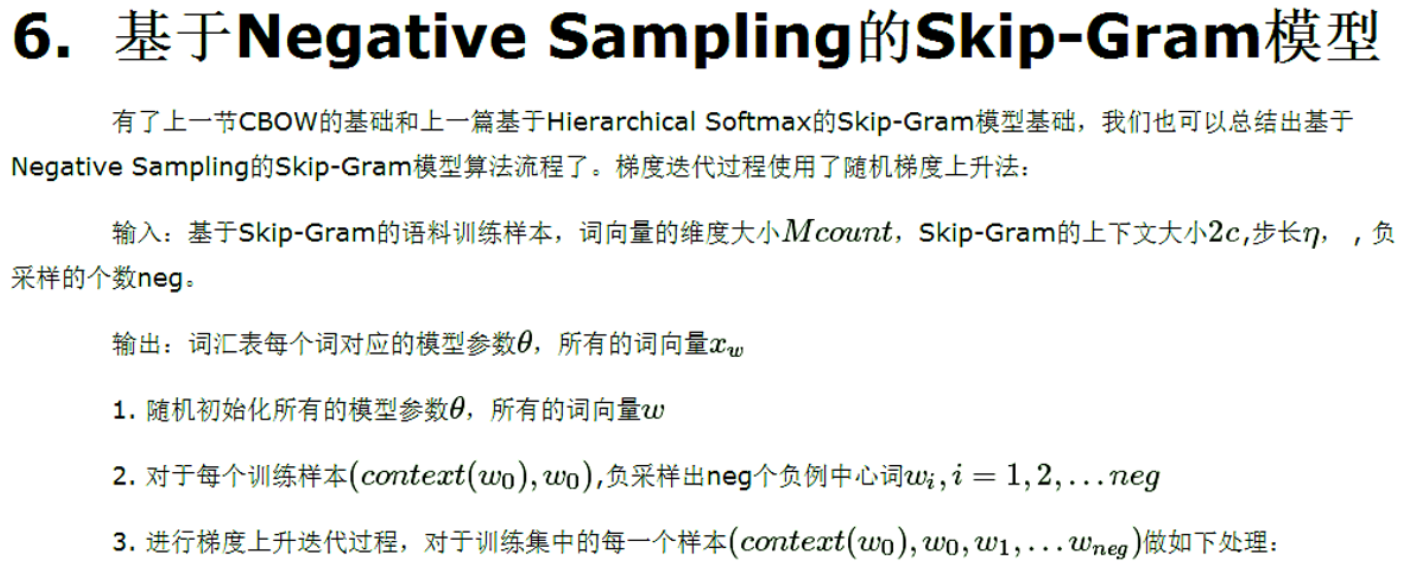 6. 基于Negative Sampling的Skip-Gram模型
有了上一节CBOW的基础和上一篇基于Hierarchical Softmax的Skip-Gram模型基础，我们也可以总结出基于
Negative Sampling的Skip-Gram模型算法流程了。梯度迭代过程使用了随机梯度上升法：
输入：基于Skip-Gram的语料训练样本，词向量的维度大小Mcount，Skip-Gram的上下文大小2c,步长η， , 负
采样的个数neg。
输出：词汇表每个词对应的模型参数θ，所有的词向量x_w
1. 随机初始化所有的模型参数θ，所有的词向量w
2. 对于每个训练样本(context(w_0), w_0),负采样出neg个负例中心词w_i, i = 1, 2, ...neg
3. 进行梯度上升迭代过程，对于训练集中的每一个样本(context(w_0), w_0, w_1, ...w_neg)做如下处理：